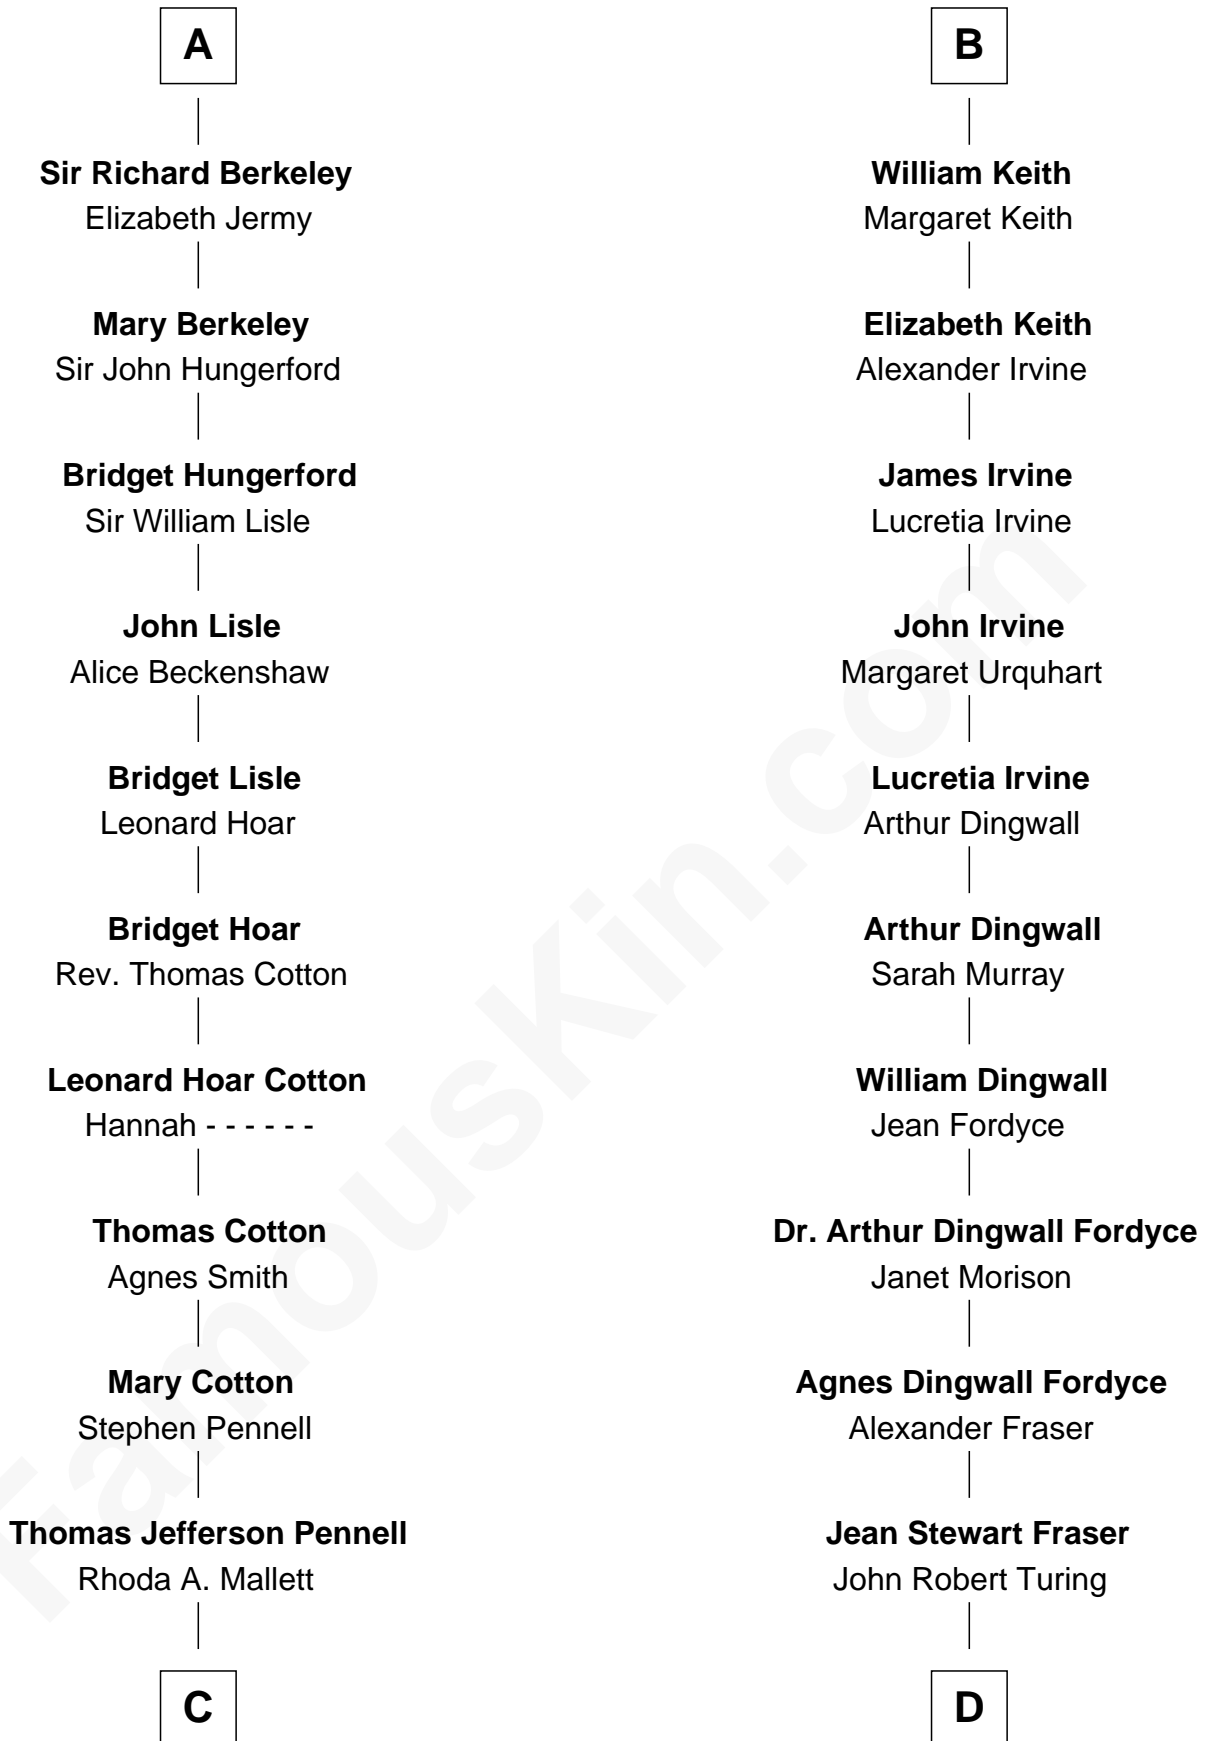 A
Sir Richard Berkeley
Elizabeth Jermy
Mary Berkeley
Sir John Hungerford
Bridget Hungerford
Sir William Lisle
John Lisle
Alice Beckenshaw
Bridget Lisle
Leonard Hoar
Bridget Hoar
Rev. Thomas Cotton
Leonard Hoar Cotton
Hannah - - - - - -
Thomas Cotton
Agnes Smith
Mary Cotton
Stephen Pennell
Thomas Jefferson Pennell
Rhoda A. Mallett
C
B
William Keith
Margaret Keith
Elizabeth Keith
Alexander Irvine
James Irvine
Lucretia Irvine
John Irvine
Margaret Urquhart
Lucretia Irvine
Arthur Dingwall
Arthur Dingwall
Sarah Murray
William Dingwall
Jean Fordyce
Dr. Arthur Dingwall Fordyce
Janet Morison
Agnes Dingwall Fordyce
Alexander Fraser
Jean Stewart Fraser
John Robert Turing
D
FamousKin.com